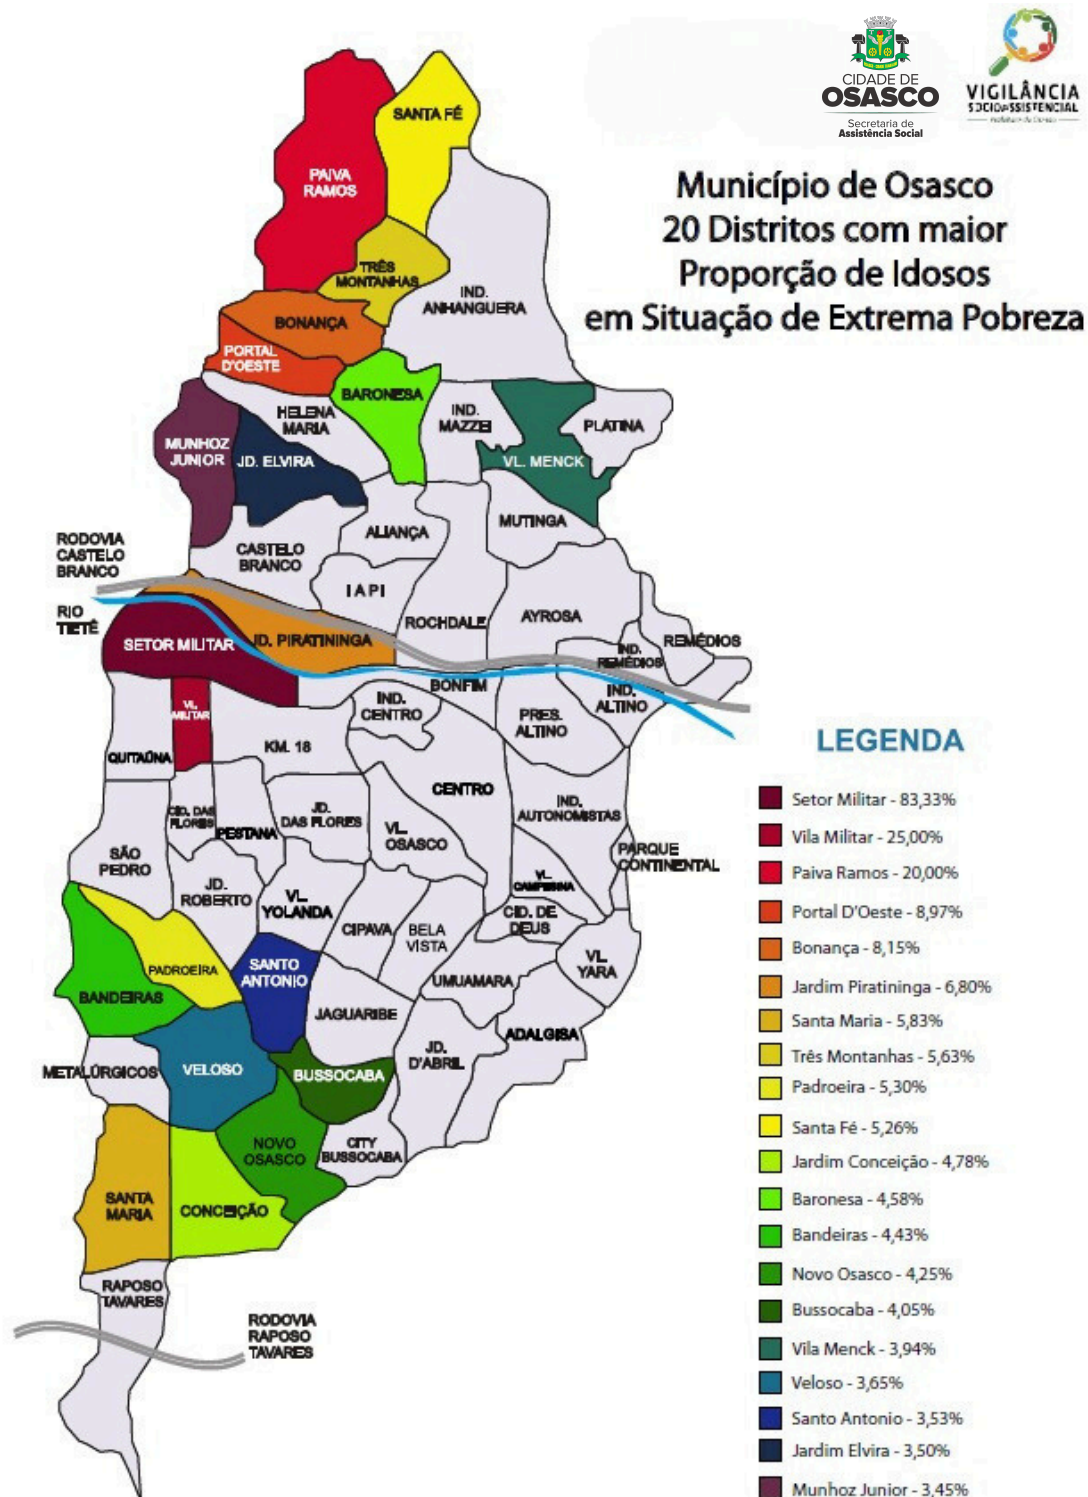 CIDADE DE
OSASCO
Secretaria de
Assistência Social
VIGILÂNCIA
SOCIOASSISTENCIAL
Município de Osasco
20 Distritos com maior
Proporção de Idosos
em Situação de Extrema Pobreza
SANTA FÉ
PAIVA
RAMOS
TRÊS
MONTANHAS
IND.
ANHANGUERA
BONANÇA
PORTAL
D'OESTE
BARONESA
HELENA
MARIA
IND.
MAZZEI
PLATINA
MUNHOZ
JUNIOR
JD. ELVIRA
VL. MENCK
MUTINGA
ALIANÇA
CASTELO
BRANCO
RODOVIA
CASTELO
BRANCO
IAPI
RIO
TIETÊ
ROCHDALE
AYROSA
SETOR MILITAR
JD. PIRATININGA
IND.
REMÉDIOS
REMÉDIOS
BONFIM
IND.
ALTINO
VL.
MILITAR
IND.
CENTRO
PRES.
ALTINO
QUITAÚNA
KM. 18
CENTRO
CID. DAS
FLORES
PESTANA
JD.
DAS FLORES
VL.
OSASCO
IND.
AUTONOMISTAS
PARQUE
CONTINENTAL
SÃO
PEDRO
JD.
ROBERTO
VL.
YOLANDA
VL.
CAMPESINA
CIPAVA
BELA
VISTA
CID. DE
DEUS
PADROEIRA
SANTO
ANTONIO
UMUAMARA
VL.
YARA
BANDEIRAS
JAGUARIBE
ADALGISA
METALÚRGICOS
VELOSO
BUSSOCABA
JD.
D'ABRIL
NOVO
OSASCO
CITY
BUSSOCABA
SANTA
MARIA
CONCEIÇÃO
RAPOSO
TAVARES
RODOVIA
RAPOSO
TAVARES
LEGENDA
Setor Militar - 83,33%
Vila Militar - 25,00%
Paiva Ramos - 20,00%
Portal D'Oeste - 8,97%
Bonança - 8,15%
Jardim Piratininga - 6,80%
Santa Maria - 5,83%
Três Montanhas - 5,63%
Padroeira - 5,30%
Santa Fé - 5,26%
Jardim Conceição - 4,78%
Baronesa - 4,58%
Bandeiras - 4,43%
Novo Osasco - 4,25%
Bussocaba - 4,05%
Vila Menck - 3,94%
Veloso - 3,65%
Santo Antonio - 3,53%
Jardim Elvira - 3,50%
Munhoz Junior - 3,45%